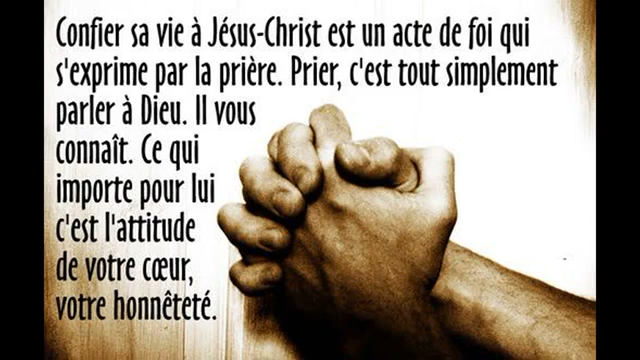 Confier sa vie à Jésus-Christ est un acte de foi qui
s'exprime par la prière. Prier, c'est tout simplement
parler à Dieu. Il vous
connaît. Ce qui
importe pour lui
c'est l'attitude
de votre cœur,
votre honnêteté.